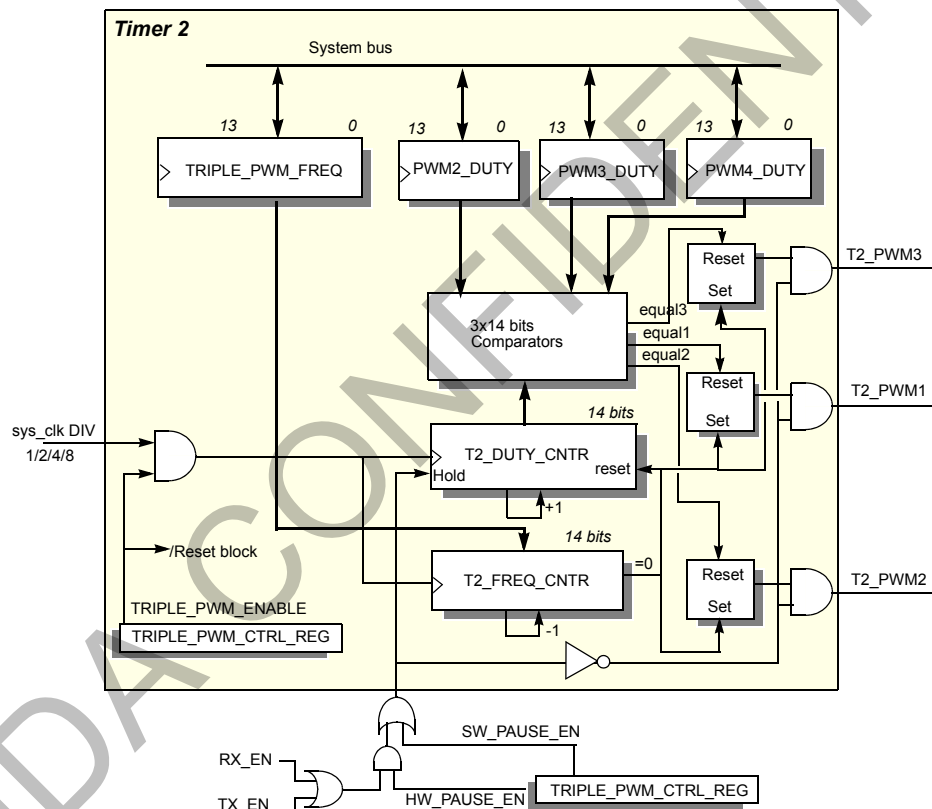 Timer 2
System bus
13 0
13 0
13 0
13 0
TRIPLE_PWM_FREQ
PWM2_DUTY
PWM3_DUTY
PWM4_DUTY
Reset
Set
T2_PWM3
3x14 bits
Comparators
equal3
equal1
equal2
Reset
Set
T2_PWM1
14 bits
sys_clk DIV
1/2/4/8
T2_DUTY_CNTR
reset
Hold
+1
14 bits
/Reset block
T2_FREQ_CNTR
=0
Reset
Set
T2_PWM2
TRIPLE_PWM_ENABLE
TRIPLE_PWM_CTRL_REG
-1
SW_PAUSE_EN
RX_EN
TX_EN
HW_PAUSE_EN
TRIPLE_PWM_CTRL_REG
DA CONFIDENT